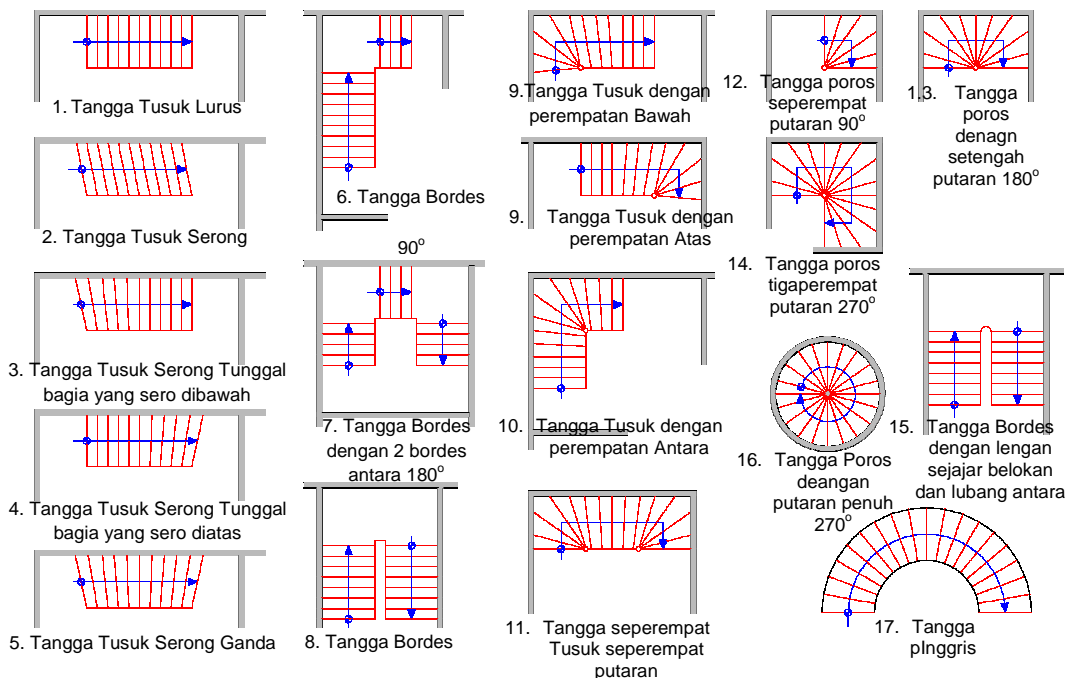 1. Tangga Tusuk Lurus
2. Tangga Tusuk Serong
3. Tangga Tusuk Serong Tunggal
bagia yang sero dibawah
4. Tangga Tusuk Serong Tunggal
bagia yang sero diatas
5. Tangga Tusuk Serong Ganda
6. Tangga Bordes
90o
7. Tangga Bordes
dengan 2 bordes
antara 180o
8. Tangga Bordes
9.Tangga Tusuk dengan
perempatan Bawah
9. Tangga Tusuk dengan
perempatan Atas
10. Tangga Tusuk dengan
perempatan Antara
11. Tangga seperempat
Tusuk seperempat
putaran
12. Tangga poros
seperempat
putaran 90o
1.3. Tangga
poros
denagn
setengah
putaran 180o
14. Tangga poros
tigaperempat
putaran 270o
15. Tangga Bordes
dengan lengan
sejajar belokan
dan lubang antara
16. Tangga Poros
deangan
putaran penuh
270o
17. Tangga
pInggris